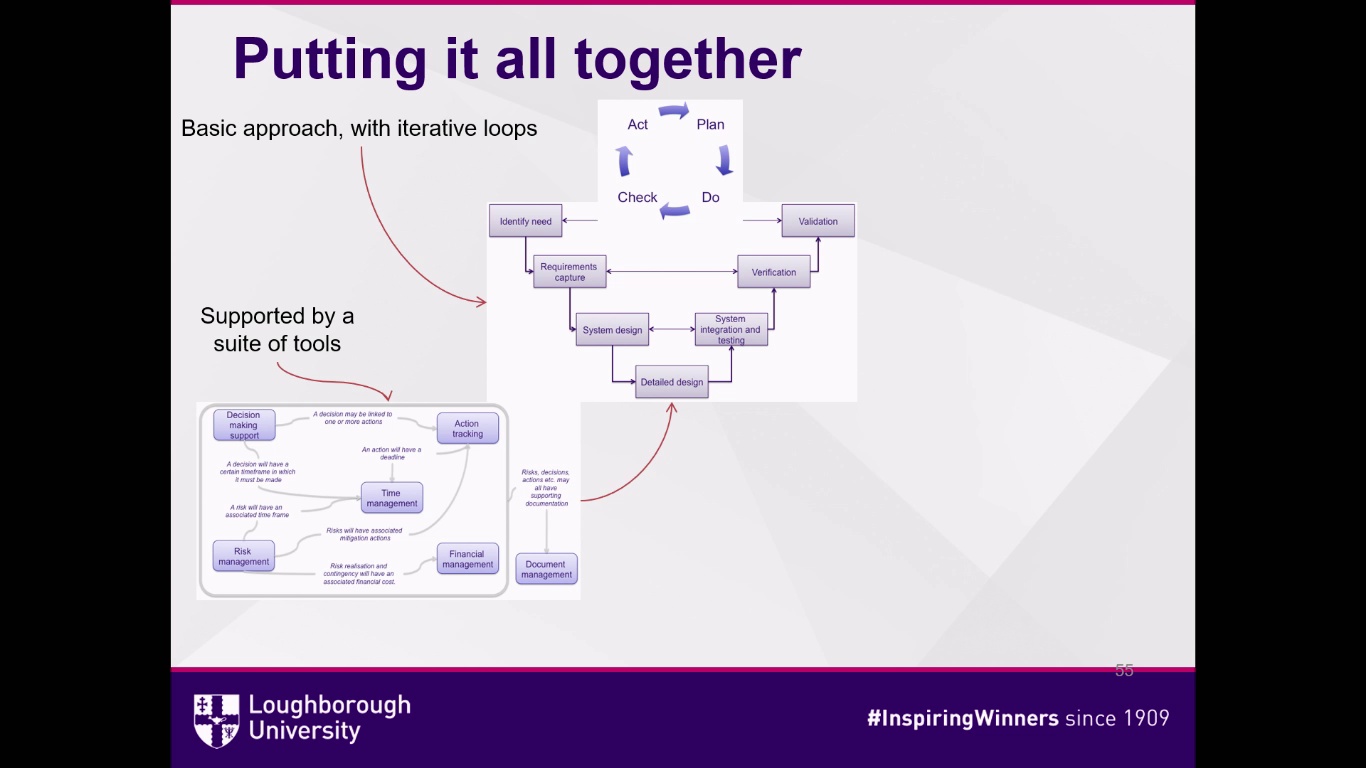 Putting it all together
Basic approach, with iterative loops
Act
Plan
Check
Do
Identify need
Validation
Requirements
capture
Verification
System design
System
integration and
testing
Detailed design
Supported by a
suite of tools
Decision
making
support
A decision may be linked to
one or more actions
Action
tracking
An action will have a
deadline
A decision will have a
certain timeframe in which
it must be made
Time
management
A risk will have an
associated time frame
Risks will have associated
mitigation actions
Risk
management
Risk realisation and
contingency will have an
associated financial cost.
Financial
management
Risks, decisions,
actions etc. may
all have
supporting
documentation
Document
management
55
Loughborough
University
#InspiringWinners since 1909